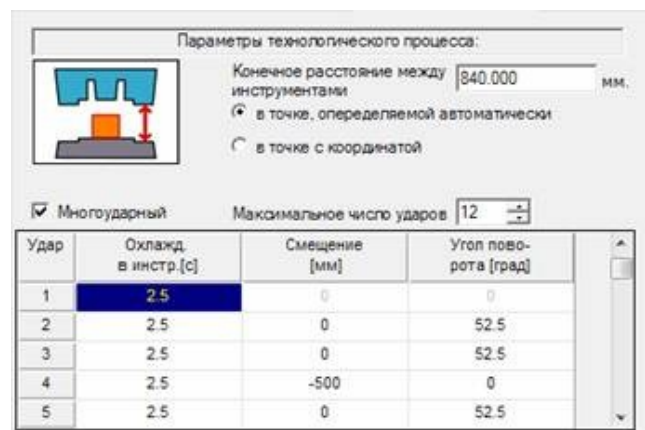 Параметры технологического процесса:
Конечное расстояние между 840.000 мм.
инструментами
в точке, опеределяемой автоматически
в точке с координатой
Многоударный Максимальное число ударов 12
Удар Охлажд. Смещение Угол пово-
в инстр.[с] [мм] рота [град]
1 2.5 0 0
2 2.5 0 52.5
3 2.5 0 52.5
4 2.5 -500 0
5 2.5 0 52.5